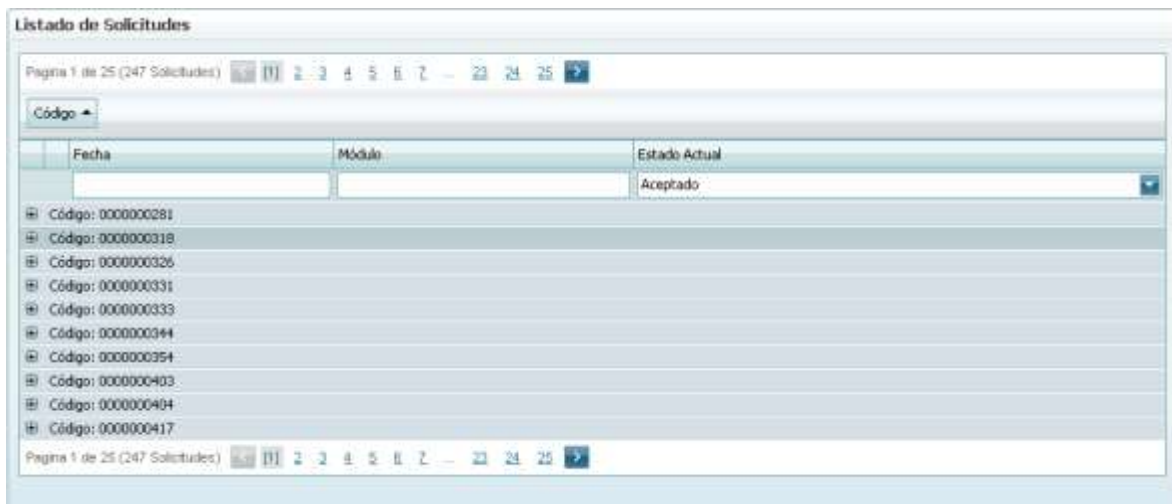 Listado de Solicitudes
Pagina 1 de 25 (247 Solicitudes) [1] 2 3 4 5 6 7 ... 23 24 25
Código
Fecha Módulo Estado Actual
Aceptado
Código: 0000000281
Código: 0000000318
Código: 0000000326
Código: 0000000331
Código: 0000000333
Código: 0000000344
Código: 0000000354
Código: 0000000403
Código: 0000000404
Código: 0000000417
Pagina 1 de 25 (247 Solicitudes) [1] 2 3 4 5 6 7 ... 23 24 25